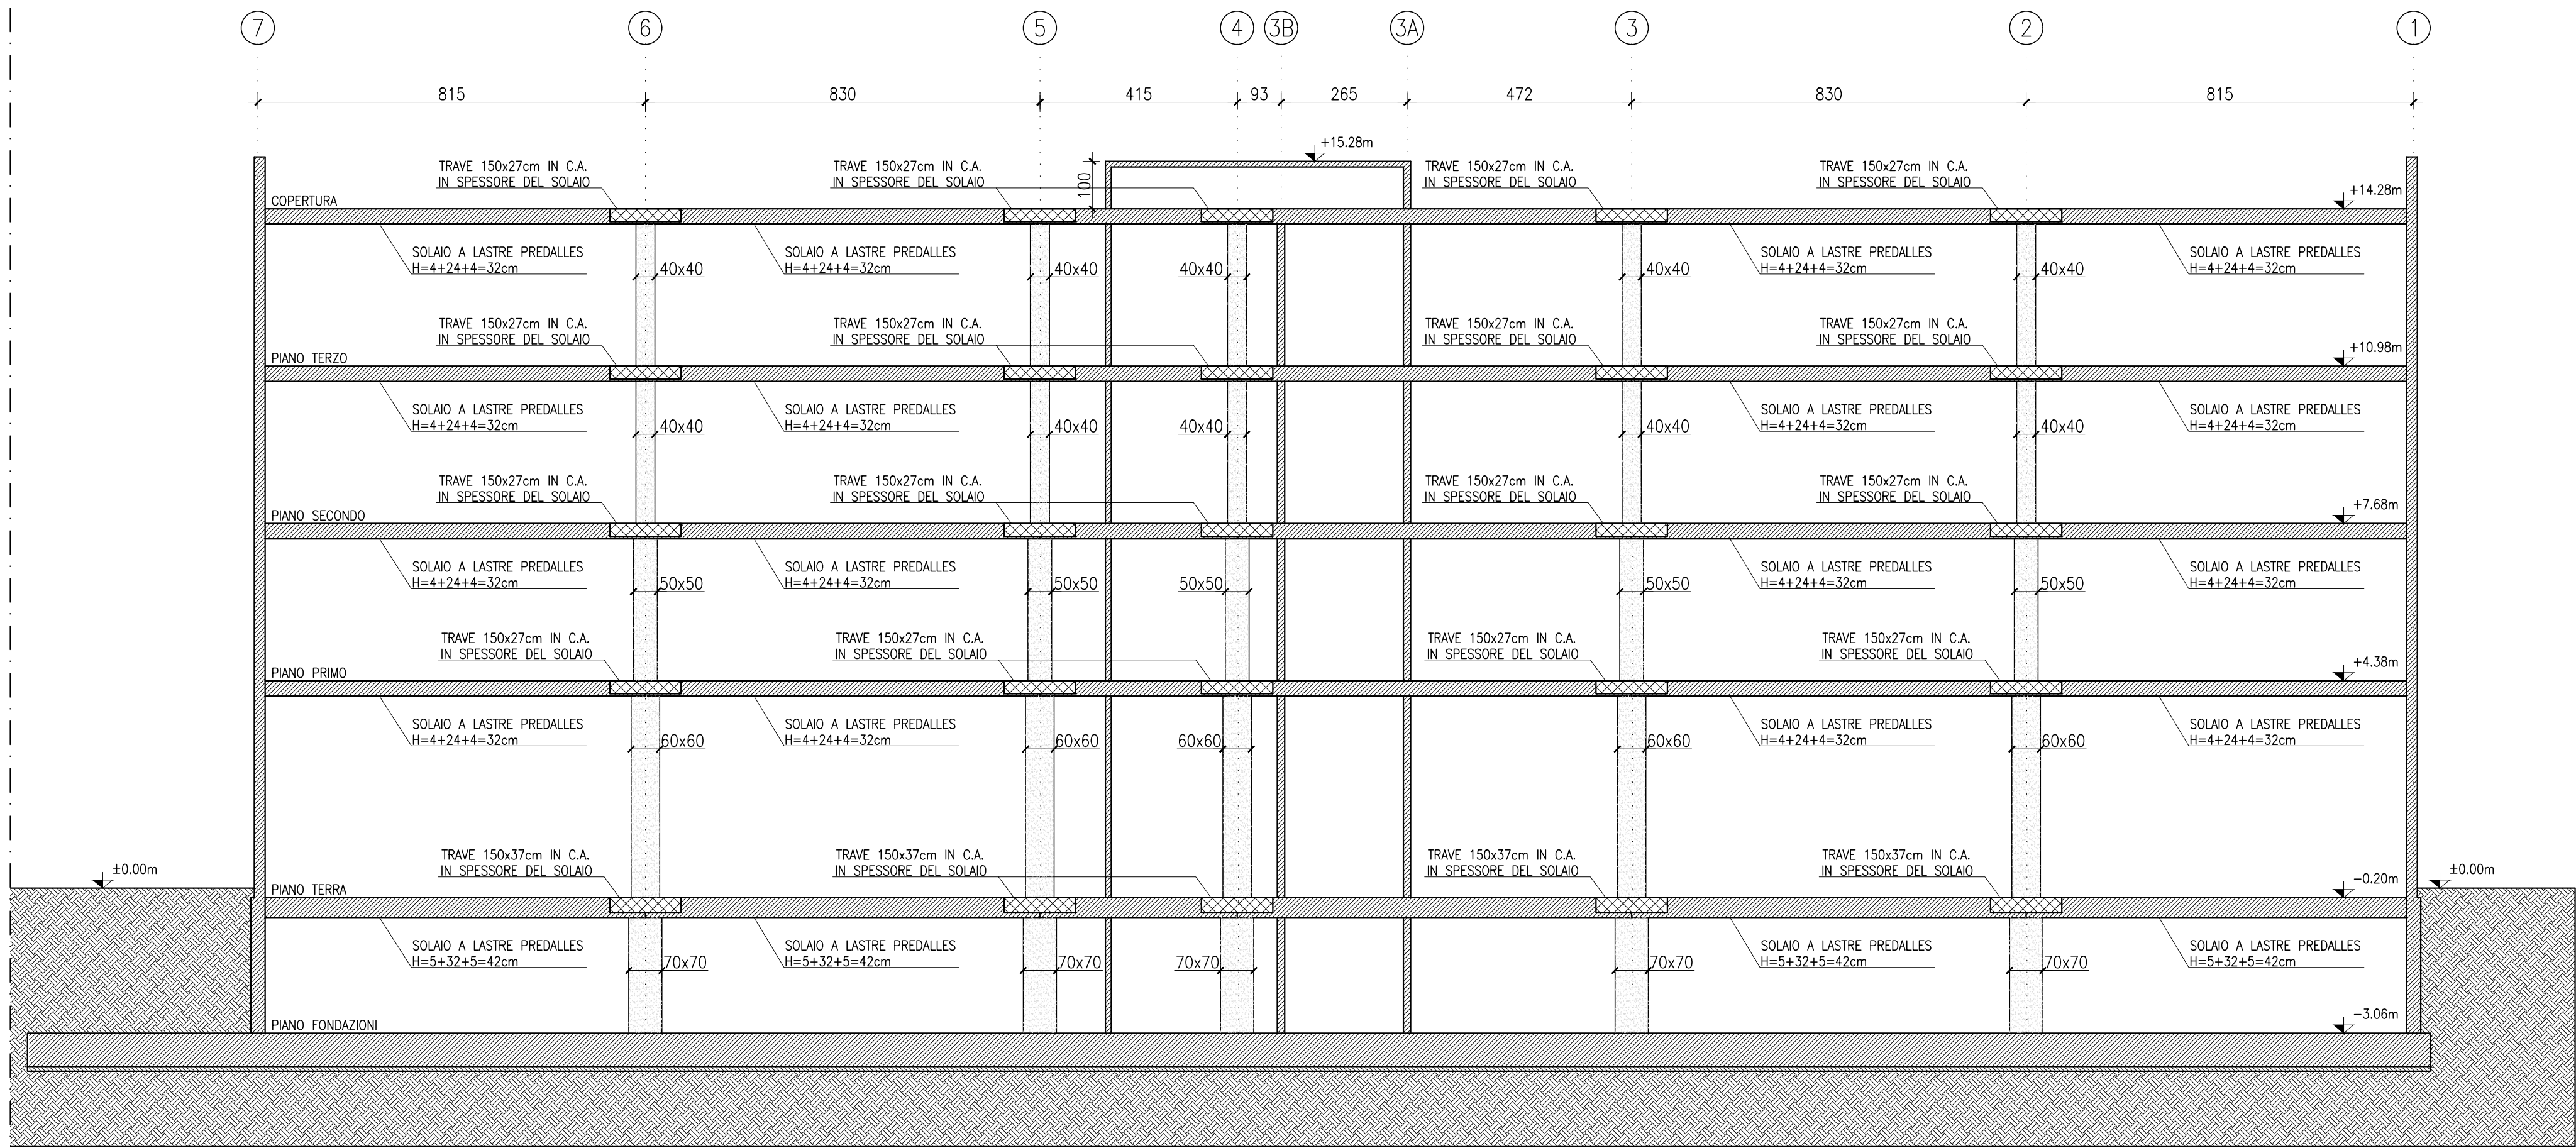 7 6 5 4 3B 3A 3 2 1
815 830 415 93 265 472 830 815
+15.28m
100
TRAVE 150x27cm IN C.A. TRAVE 150x27cm IN C.A. TRAVE 150x27cm IN C.A. TRAVE 150x27cm IN C.A.
IN SPESSORE DEL SOLAIO IN SPESSORE DEL SOLAIO IN SPESSORE DEL SOLAIO IN SPESSORE DEL SOLAIO
+14.28m
COPERTURA
SOLAIO A LASTRE PREDALLES SOLAIO A LASTRE PREDALLES SOLAIO A LASTRE PREDALLES SOLAIO A LASTRE PREDALLES
H=4+24+4=32cm H=4+24+4=32cm H=4+24+4=32cm H=4+24+4=32cm
40x40 40x40 40x40 40x40 40x40
TRAVE 150x27cm IN C.A. TRAVE 150x27cm IN C.A. TRAVE 150x27cm IN C.A. TRAVE 150x27cm IN C.A.
IN SPESSORE DEL SOLAIO IN SPESSORE DEL SOLAIO IN SPESSORE DEL SOLAIO IN SPESSORE DEL SOLAIO
+10.98m
PIANO TERZO
SOLAIO A LASTRE PREDALLES SOLAIO A LASTRE PREDALLES SOLAIO A LASTRE PREDALLES SOLAIO A LASTRE PREDALLES
H=4+24+4=32cm H=4+24+4=32cm H=4+24+4=32cm H=4+24+4=32cm
40x40 40x40 40x40 40x40 40x40
TRAVE 150x27cm IN C.A. TRAVE 150x27cm IN C.A. TRAVE 150x27cm IN C.A. TRAVE 150x27cm IN C.A.
IN SPESSORE DEL SOLAIO IN SPESSORE DEL SOLAIO IN SPESSORE DEL SOLAIO IN SPESSORE DEL SOLAIO
+7.68m
PIANO SECONDO
SOLAIO A LASTRE PREDALLES SOLAIO A LASTRE PREDALLES SOLAIO A LASTRE PREDALLES SOLAIO A LASTRE PREDALLES
H=4+24+4=32cm H=4+24+4=32cm H=4+24+4=32cm H=4+24+4=32cm
50x50 50x50 50x50 50x50 50x50
TRAVE 150x27cm IN C.A. TRAVE 150x27cm IN C.A. TRAVE 150x27cm IN C.A. TRAVE 150x27cm IN C.A.
IN SPESSORE DEL SOLAIO IN SPESSORE DEL SOLAIO IN SPESSORE DEL SOLAIO IN SPESSORE DEL SOLAIO
+4.38m
PIANO PRIMO
SOLAIO A LASTRE PREDALLES SOLAIO A LASTRE PREDALLES SOLAIO A LASTRE PREDALLES SOLAIO A LASTRE PREDALLES
H=4+24+4=32cm H=4+24+4=32cm H=4+24+4=32cm H=4+24+4=32cm
60x60 60x60 60x60 60x60 60x60
TRAVE 150x37cm IN C.A. TRAVE 150x37cm IN C.A. TRAVE 150x37cm IN C.A. TRAVE 150x37cm IN C.A.
±0.00m IN SPESSORE DEL SOLAIO IN SPESSORE DEL SOLAIO IN SPESSORE DEL SOLAIO IN SPESSORE DEL SOLAIO ±0.00m
-0.20m
PIANO TERRA
SOLAIO A LASTRE PREDALLES SOLAIO A LASTRE PREDALLES SOLAIO A LASTRE PREDALLES SOLAIO A LASTRE PREDALLES
H=5+32+5=42cm H=5+32+5=42cm H=5+32+5=42cm H=5+32+5=42cm
70x70 70x70 70x70 70x70 70x70
-3.06m
PIANO FONDAZIONI